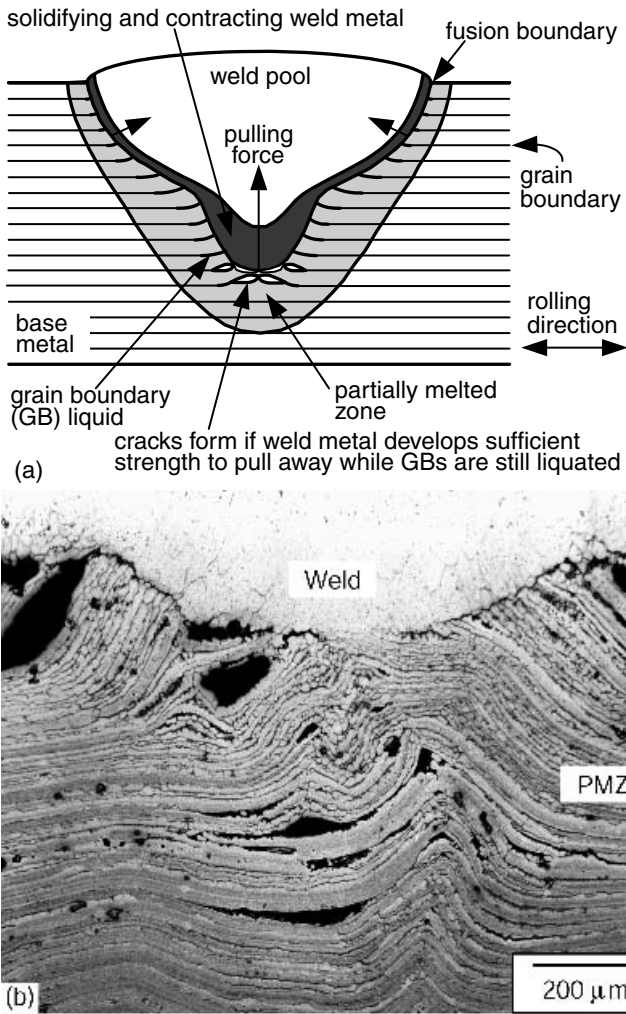 solidifying and contracting weld metal
fusion boundary
weld pool
pulling
force
grain
boundary
rolling
direction
base
metal
grain boundary
(GB) liquid
partially melted
zone
cracks form if weld metal develops sufficient
strength to pull away while GBs are still liquated
(a)
Weld
PMZ
200 μm
(b)